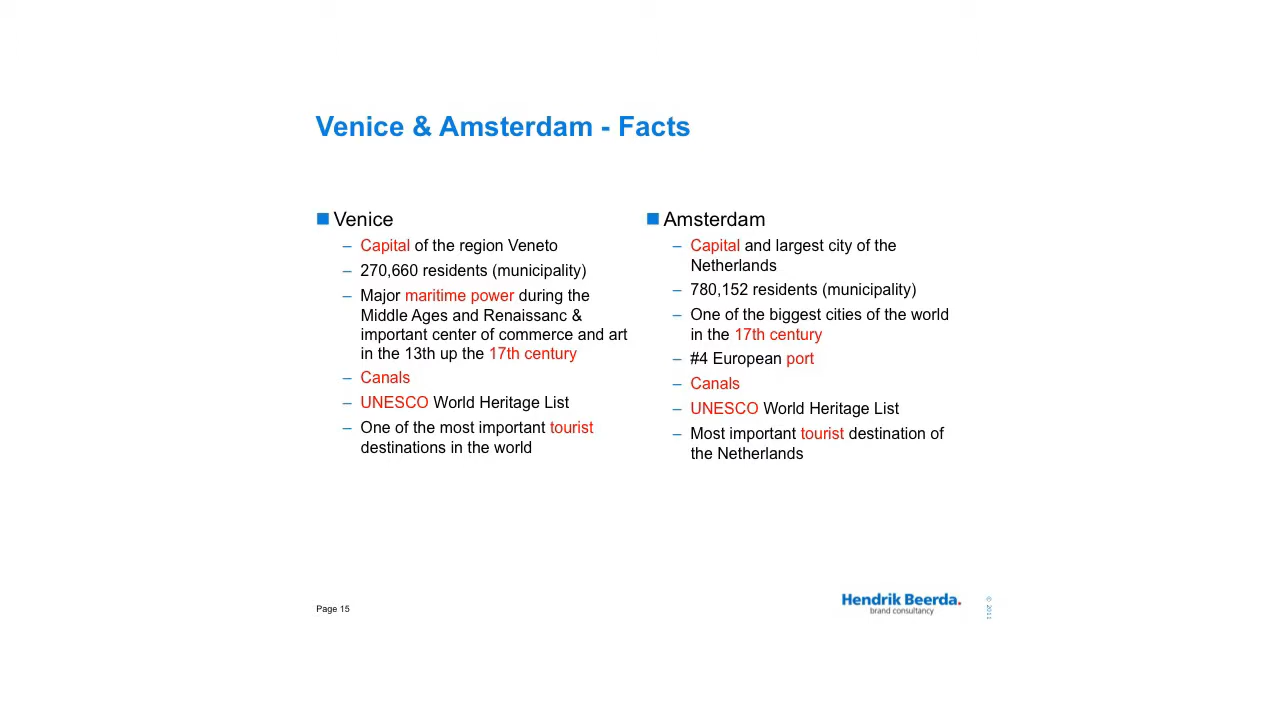 Venice & Amsterdam - Facts
Venice
– Capital of the region Veneto
– 270,660 residents (municipality)
– Major maritime power during the
Middle Ages and Renaissanc &
important center of commerce and art
in the 13th up the 17th century
– Canals
– UNESCO World Heritage List
– One of the most important tourist
destinations in the world
Amsterdam
– Capital and largest city of the
Netherlands
– 780,152 residents (municipality)
– One of the biggest cities of the world
in the 17th century
– #4 European port
– Canals
– UNESCO World Heritage List
– Most important tourist destination of
the Netherlands
Page 15
Hendrik Beerda.
brand consultancy
© 2011